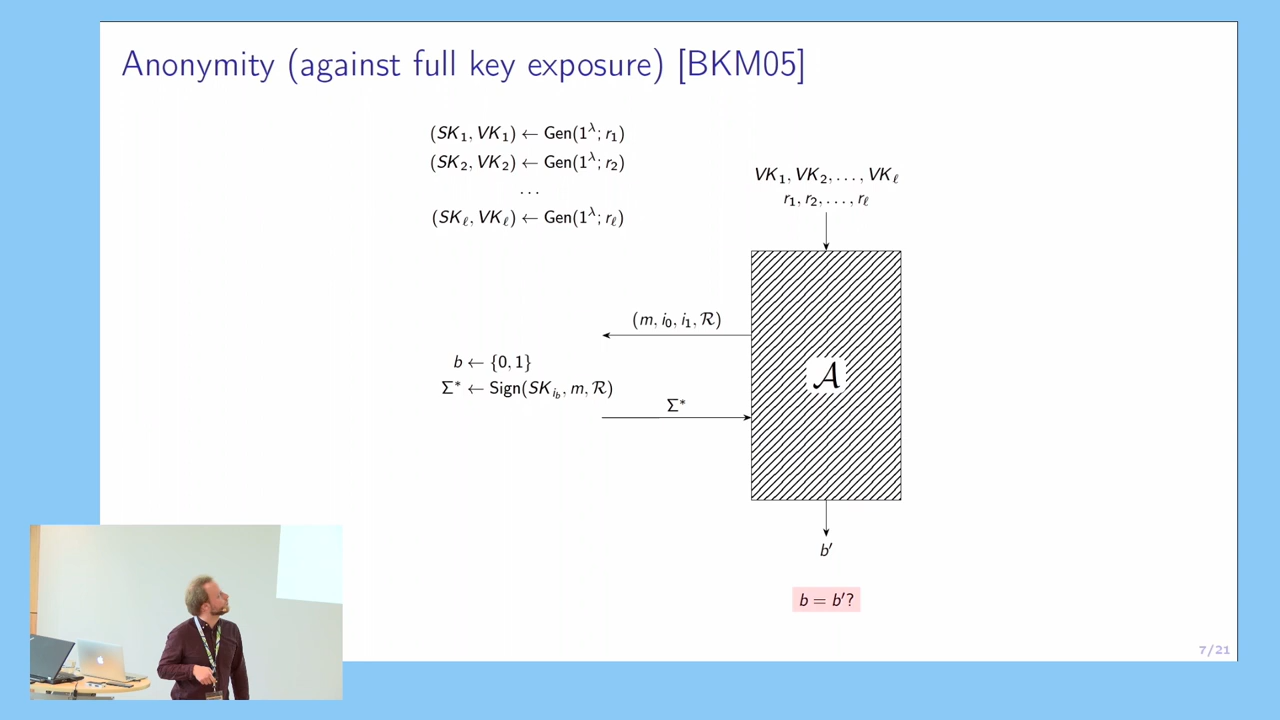 Anonymity (against full key exposure) [BKM05]
(SK₁, VK₁) ← Gen(1^λ; r₁)
(SK₂, VK₂) ← Gen(1^λ; r₂)
...
(SK_ℓ, VK_ℓ) ← Gen(1^λ; r_ℓ)
VK₁, VK₂, . . . , VK_ℓ
r₁, r₂, . . . , r_ℓ
(m, i₀, i₁, ℛ)
b ← {0, 1}
Σ* ← Sign(SK_{i_b}, m, ℛ)
Σ*
𝒜
b′
b = b′?
7/21